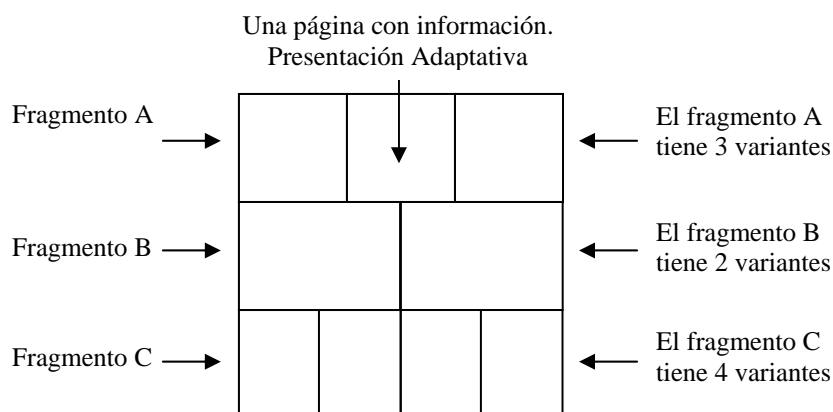 Una página con información.
Presentación Adaptativa
Fragmento A
El fragmento A
tiene 3 variantes
Fragmento B
El fragmento B
tiene 2 variantes
Fragmento C
El fragmento C
tiene 4 variantes